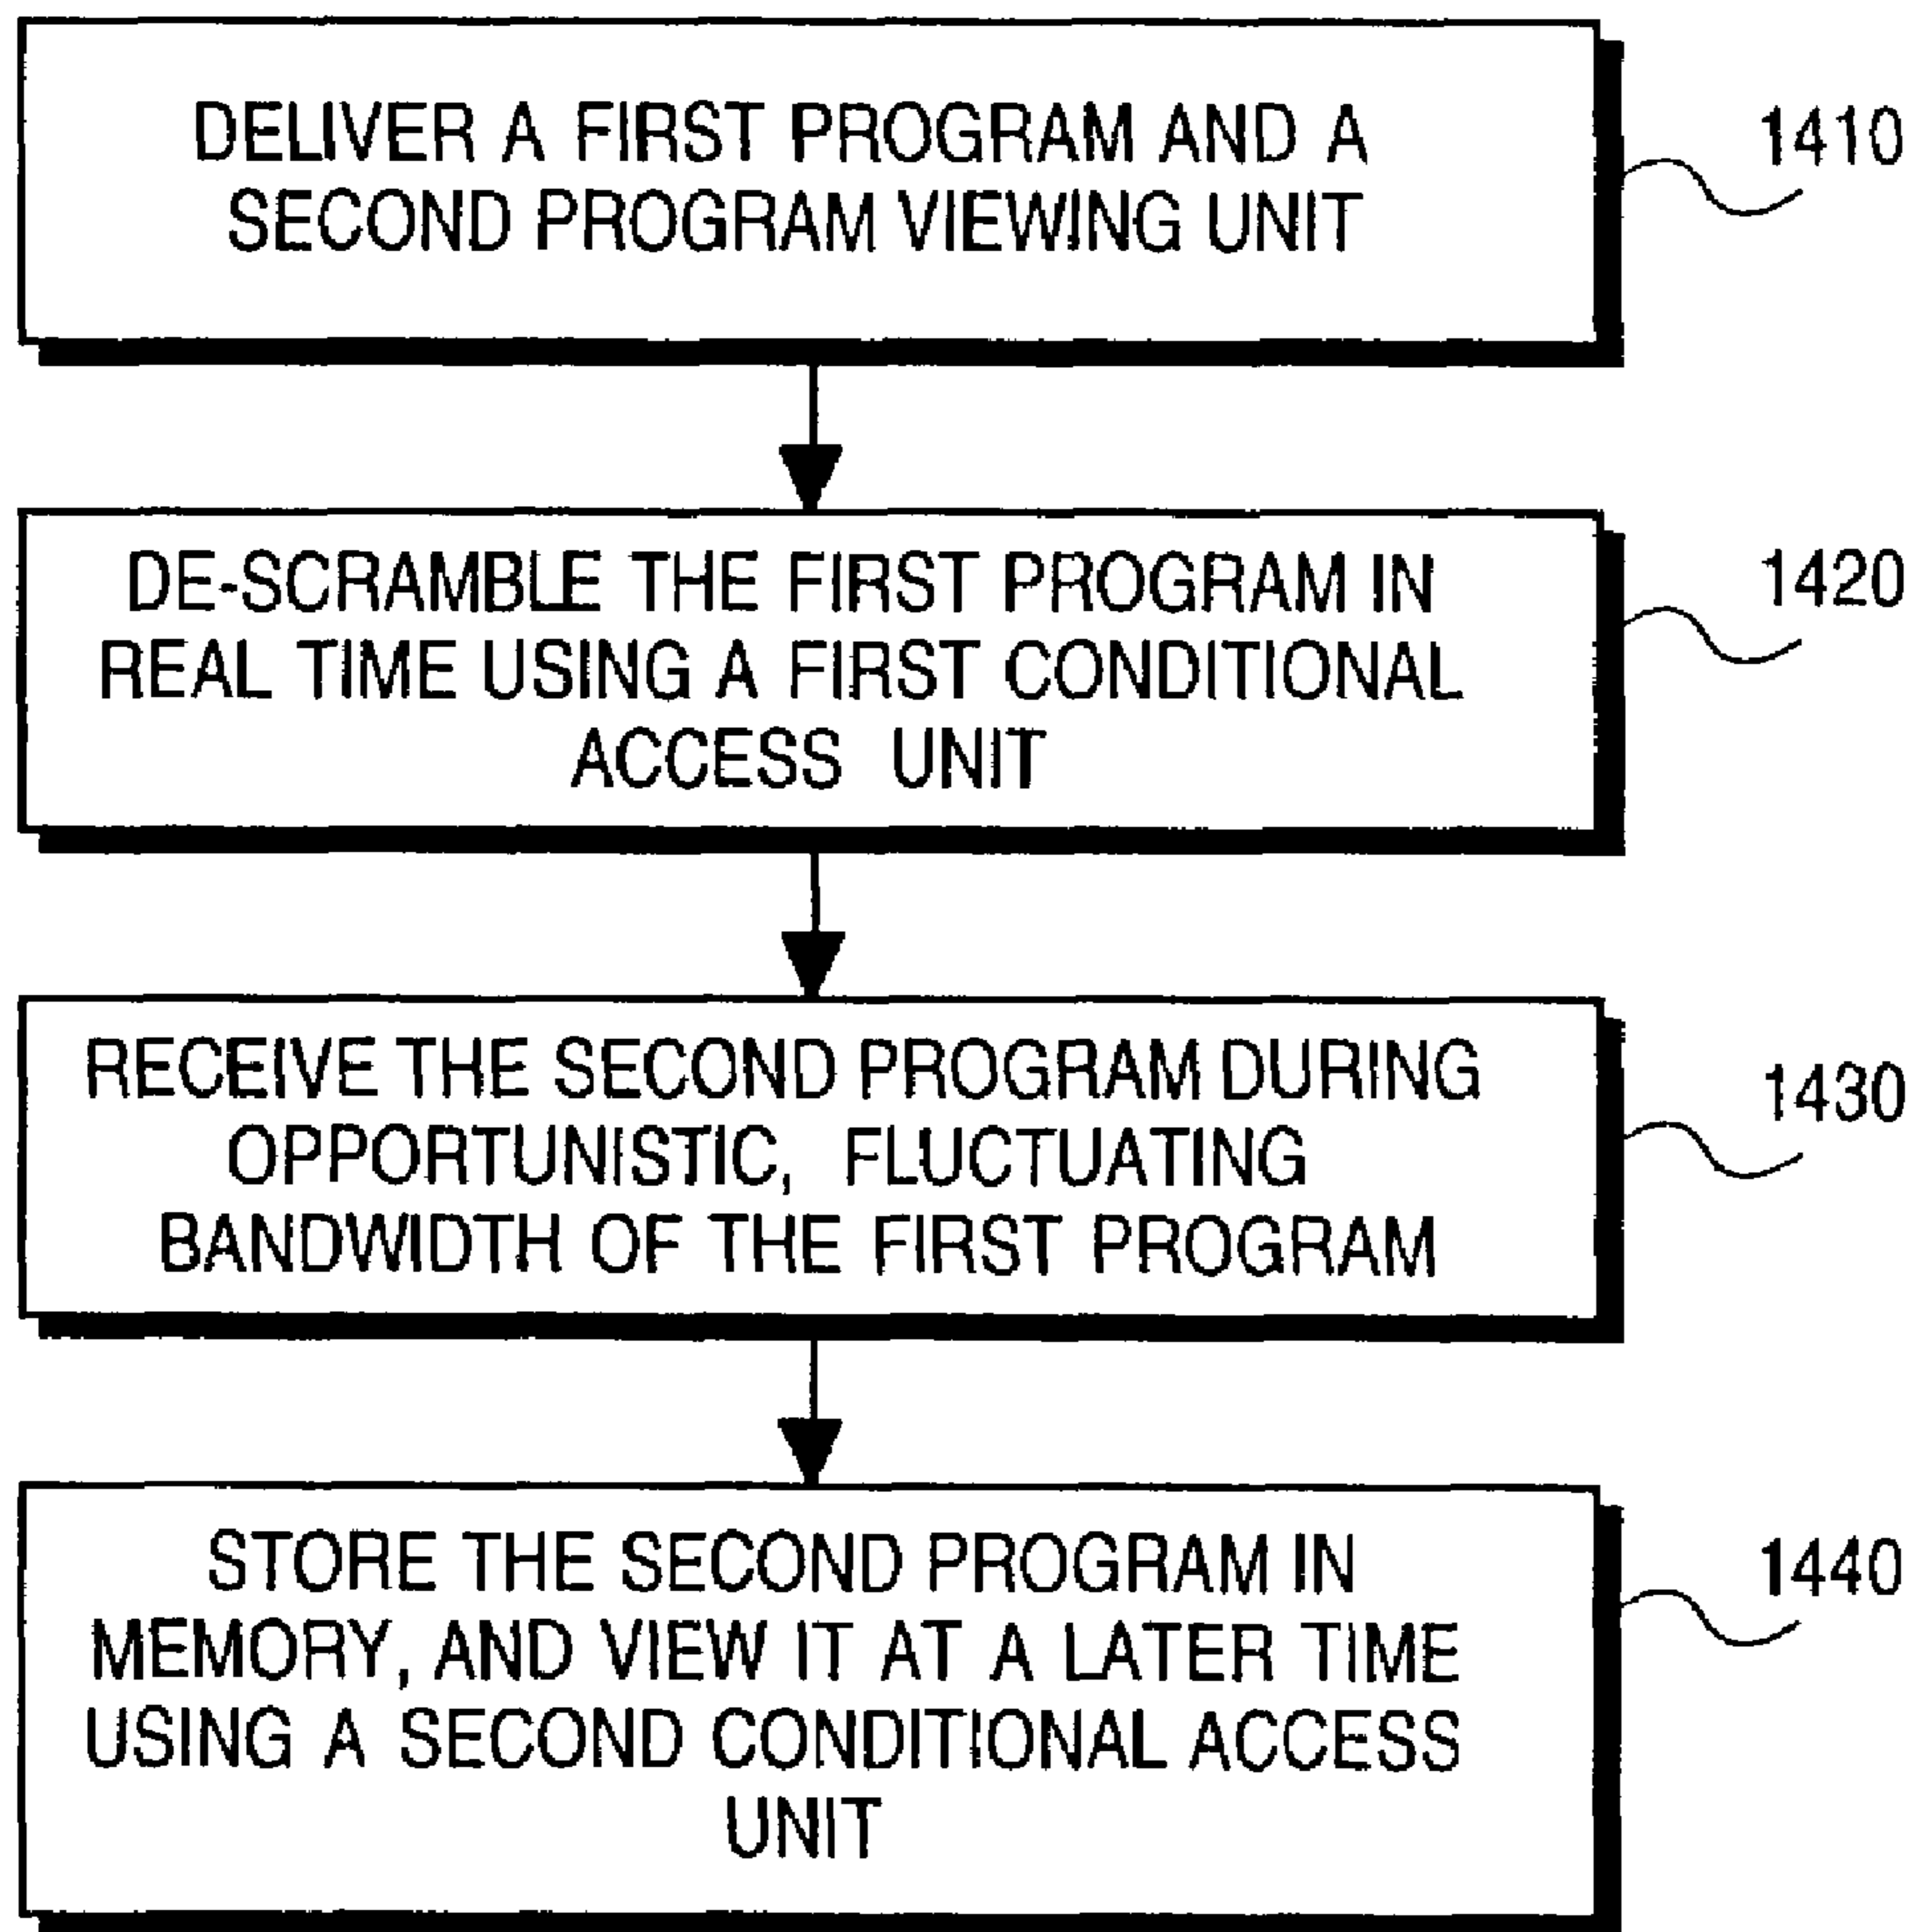 DELIVER A FIRST PROGRAM AND A
SECOND PROGRAM VIEWING UNIT
1410
DE-SCRAMBLE THE FIRST PROGRAM IN
REAL TIME USING A FIRST CONDITIONAL
ACCESS UNIT
1420
RECEIVE THE SECOND PROGRAM DURING
OPPORTUNISTIC, FLUCTUATING
BANDWIDTH OF THE FIRST PROGRAM
1430
STORE THE SECOND PROGRAM IN
MEMORY, AND VIEW IT AT A LATER TIME
USING A SECOND CONDITIONAL ACCESS
UNIT
1440